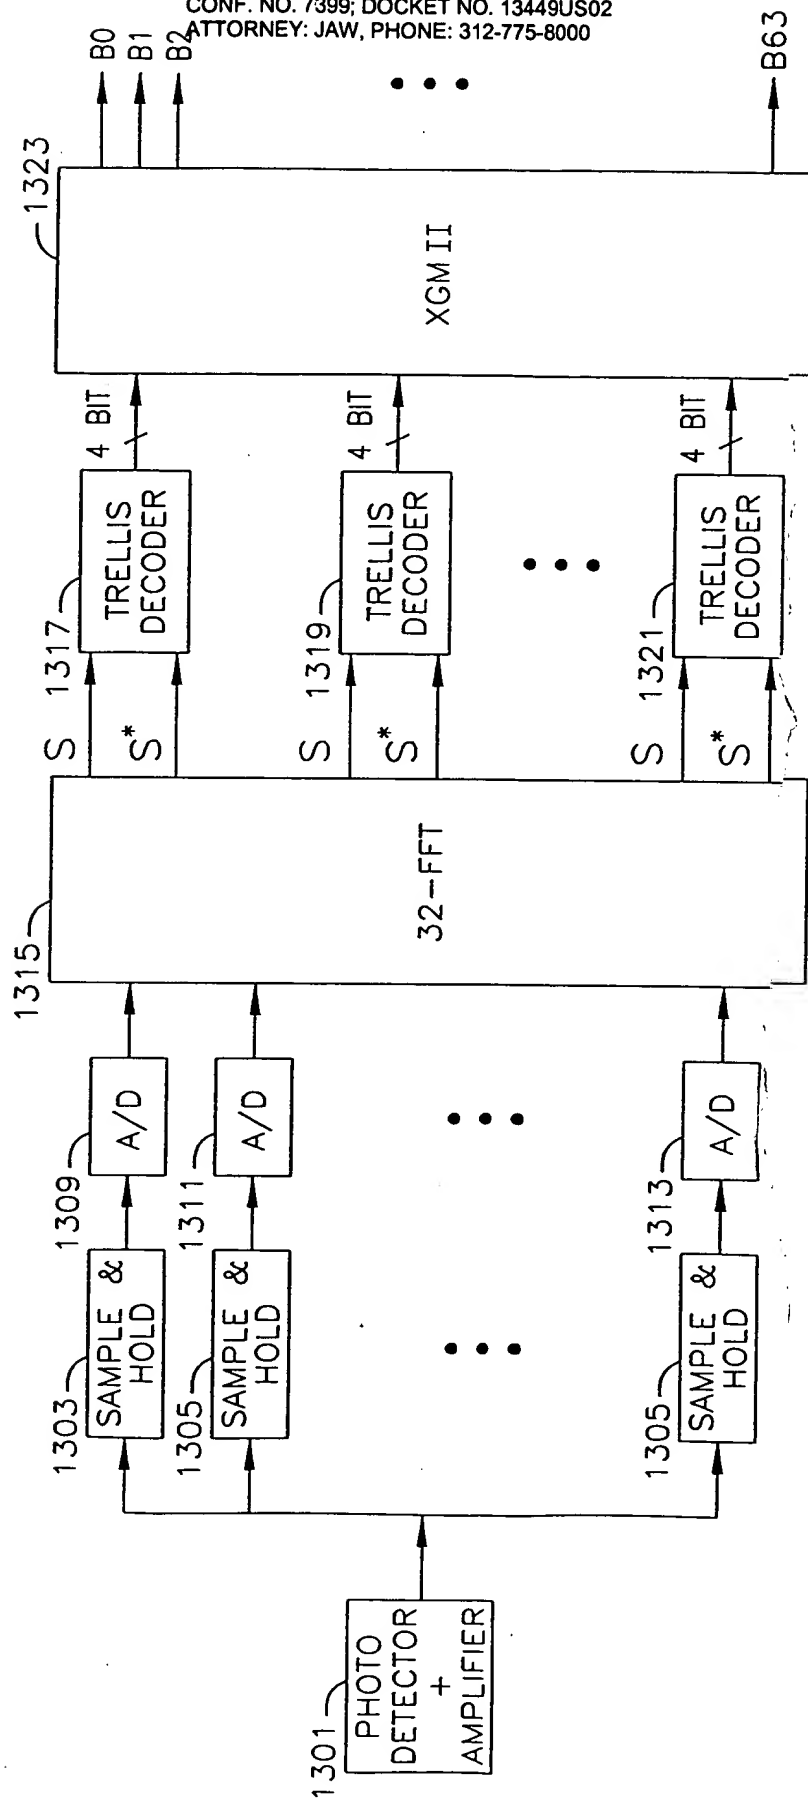 CONF. NO. 7399; DOCKET NO. 13449US02
ATTORNEY: JAW, PHONE: 312-775-8000
1301
PHOTO
DETECTOR
+
AMPLIFIER
1303
SAMPLE &
HOLD
1309
A/D
1305
SAMPLE &
HOLD
1311
A/D
1305
SAMPLE &
HOLD
1313
A/D
1315
32-FFT
S
S*
1317
TRELLIS
DECODER
4 BIT
S
S*
1319
TRELLIS
DECODER
4 BIT
S
S*
1321
TRELLIS
DECODER
4 BIT
1323
XGMII
B0
B1
B2
B63